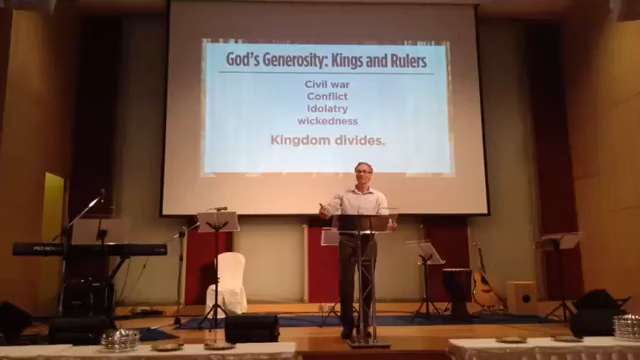 God's Generosity: Kings and Rulers
Civil war
Conflict
Idolatry
wickedness
Kingdom divides.